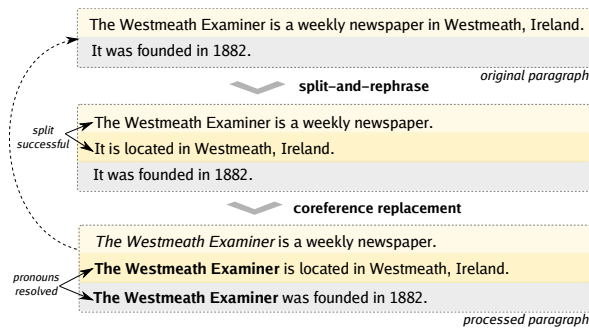 The Westmeath Examiner is a weekly newspaper in Westmeath, Ireland.
It was founded in 1882.
original paragraph
split-and-rephrase
split
successful
The Westmeath Examiner is a weekly newspaper.
It is located in Westmeath, Ireland.
It was founded in 1882.
coreference replacement
The Westmeath Examiner is a weekly newspaper.
pronouns
resolved
The Westmeath Examiner is located in Westmeath, Ireland.
The Westmeath Examiner was founded in 1882.
processed paragraph